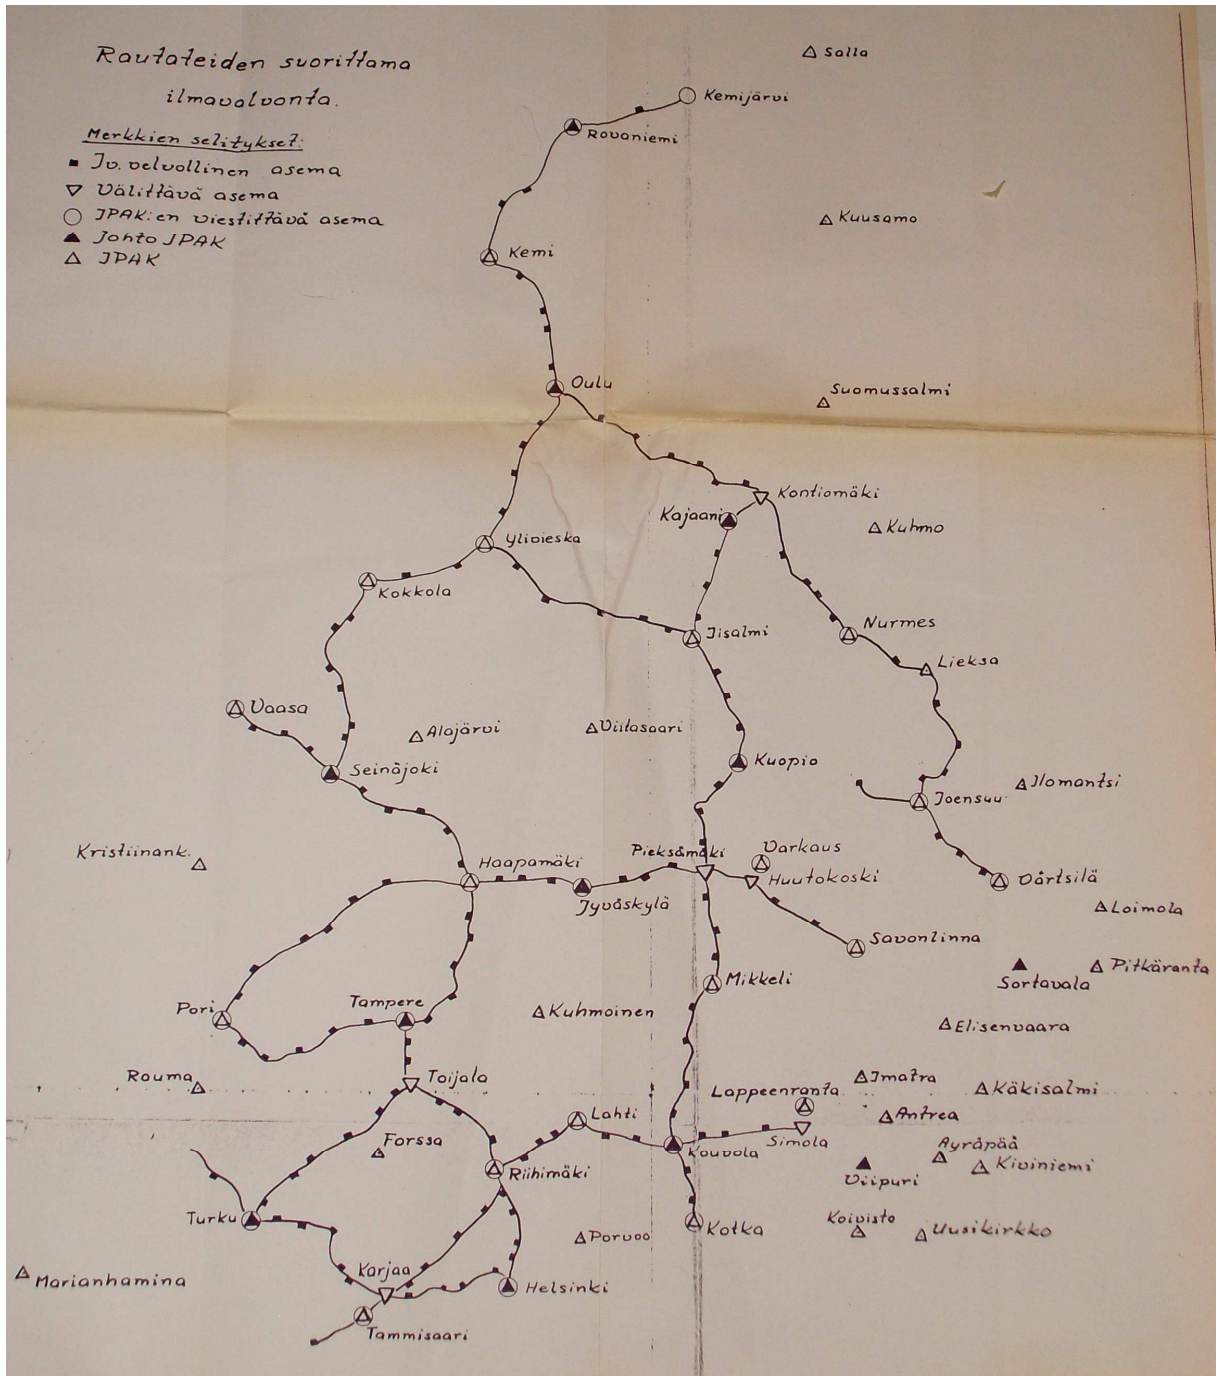 Rautateiden suorittama
ilmavalvonta.
Merkkien selitykset:
Iv. velvollinen asema
Välittävä asema
JPAK:en viestittävä asema
Johto JPAK
JPAK
Salla
Kemijärvi
Rovaniemi
Kuusamo
Kemi
Oulu
Suomussalmi
Kontiomäki
Kajaani
Kuhmo
Ylivieska
Kokkola
Iisalmi
Nurmes
Lieksa
Vaasa
Alajärvi
Viitasaari
Seinäjoki
Kuopio
Ilomantsi
Joensuu
Kristiinank.
Haapamäki
Pieksämäki
Varkaus
Huutokoski
Värtsilä
Jyväskylä
Loimola
Savonlinna
Pitkäranta
Sortavala
Mikkeli
Pori
Tampere
Kuhmoinen
Elisenvaara
Rauma
Toijala
Imatra
Käkisalmi
Lappeenranta
Lahti
Antrea
Forssa
Simola
Kouvola
Äyräpää
Kiviniemi
Riihimäki
Viipuri
Turku
Koivisto
Uusikirkko
Kotka
Porvoo
Karjaa
Marianhamina
Helsinki
Tammisaari